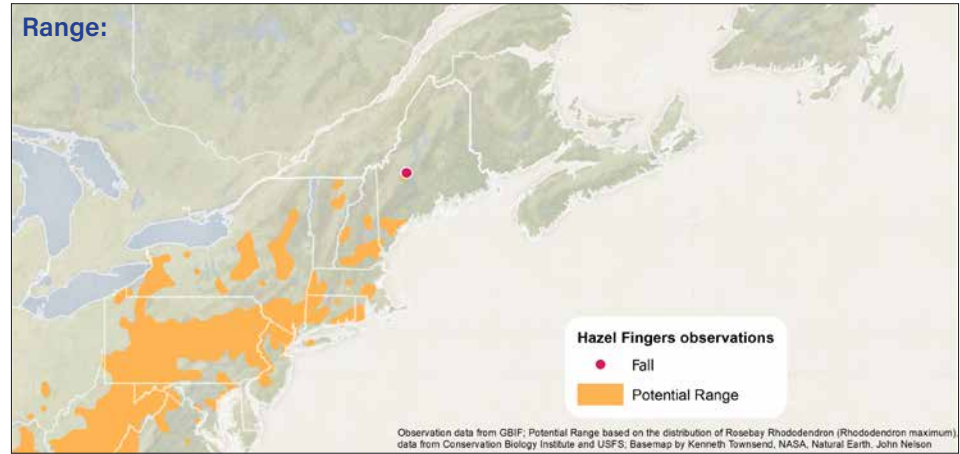 Range:
Hazel Fingers observations
Fall
Potential Range
Observation data from GBIF; Potential Range based on the distribution of Rosebay Rhododendron (Rhododendron maximum),
data from Conservation Biology Institute and USFS; Basemap by Kenneth Townsend, NASA, Natural Earth, John Nelson